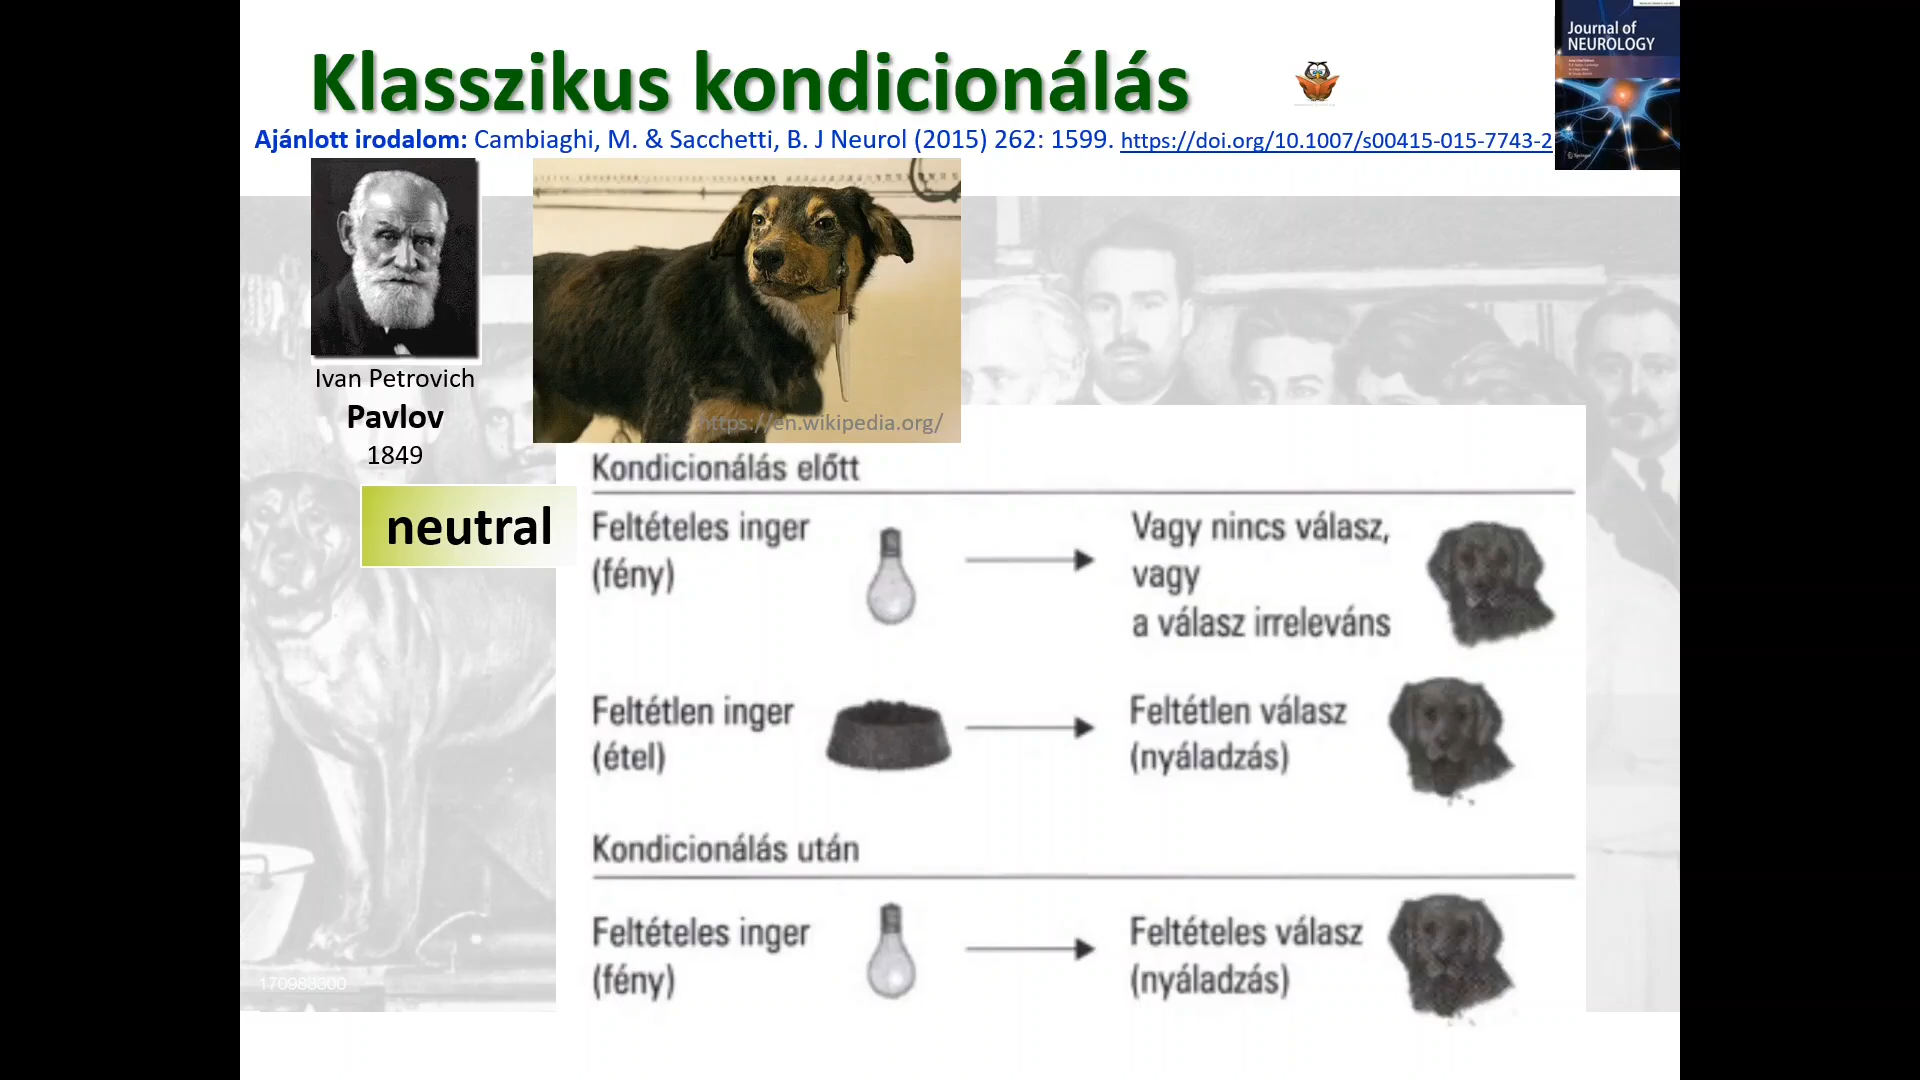 Klasszikus kondicionálás
Journal of
NEUROLOGY
Ajánlott irodalom: Cambiaghi, M. & Sacchetti, B. J Neurol (2015) 262: 1599. https://doi.org/10.1007/s00415-015-7743-2
Ivan Petrovich
Pavlov
1849
https://en.wikipedia.org/
Kondicionálás előtt
neutral
Feltételes inger
(fény)
Vagy nincs válasz,
vagy
a válasz irreleváns
Feltétlen inger
(étel)
Feltétlen válasz
(nyáladzás)
Kondicionálás után
Feltételes inger
(fény)
Feltételes válasz
(nyáladzás)